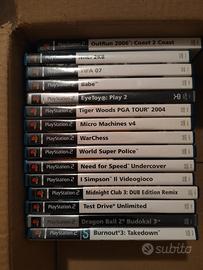 PlayStation 2 OutRun 2006: Coast 2 Coast
NHL 2K8
FIFA 07
Babe
EyeToy: Play 2
Tiger Woods PGA TOUR 2004
Micro Machines v4
PlayStation 2 WarChess
PlayStation 2 World Super Police
PlayStation 2 Need for Speed Undercover
PlayStation 2 I Simpson Il Videogioco
PlayStation 2 Midnight Club 3: DUB Edition Remix
PlayStation 2 Test Drive Unlimited
PlayStation 2 Dragon Ball Z Budokai 3
PlayStation 2 Burnout 3: Takedown
subito